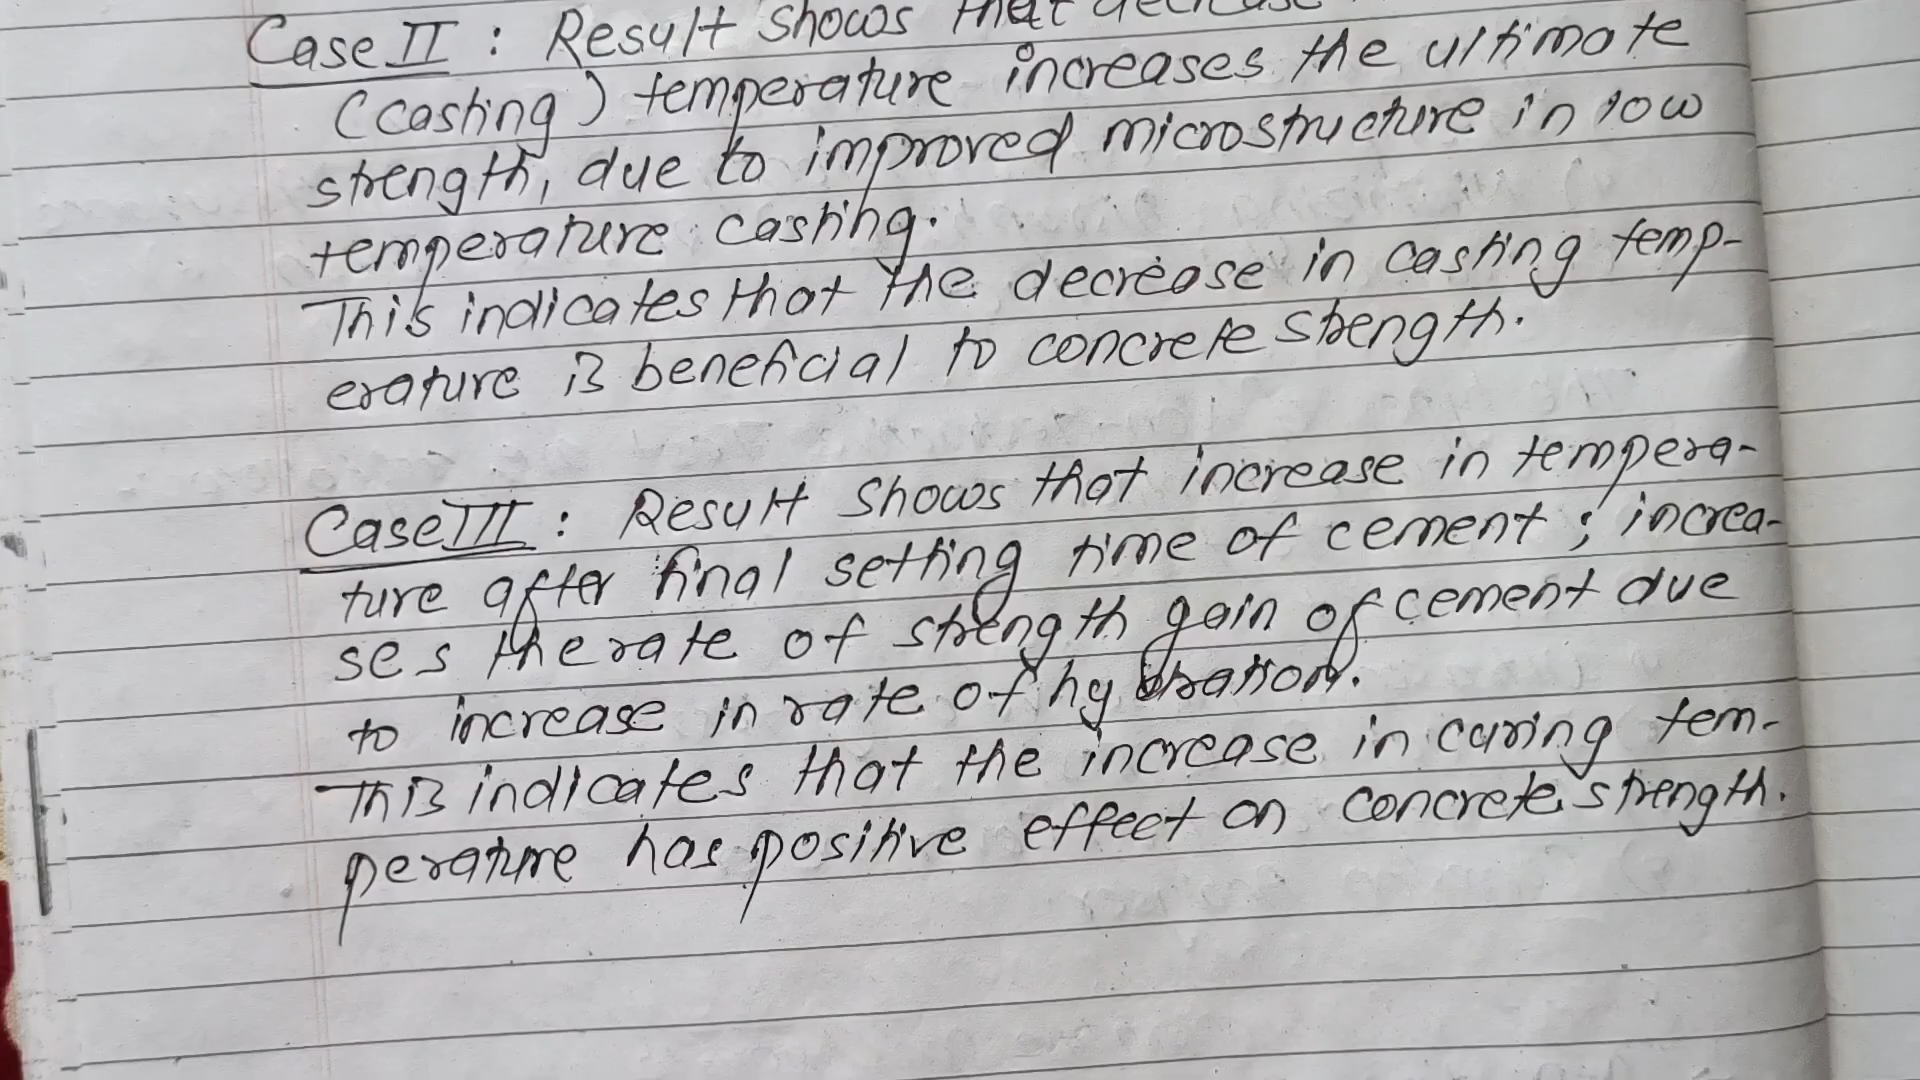 Case II : Result shows that decrease
(casting) temperature increases the ultimate
strength, due to improved microstructure in low
temperature casting.
This indicates that the decrease in casting temp-
erature is beneficial to concrete strength.
Case III : Result shows that increase in tempera-
ture after final setting time of cement ; increa-
ses the rate of strength gain of cement due
to increase in rate of hydration.
This indicates that the increase in curing tem-
perature has positive effect on concrete strength.